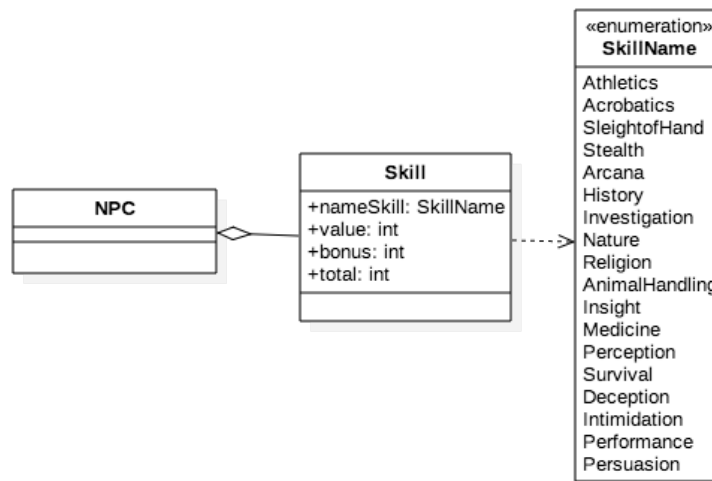 NPC
Skill
+nameSkill: SkillName
+value: int
+bonus: int
+total: int
«enumeration»
SkillName
Athletics
Acrobatics
SleightofHand
Stealth
Arcana
History
Investigation
Nature
Religion
AnimalHandling
Insight
Medicine
Perception
Survival
Deception
Intimidation
Performance
Persuasion